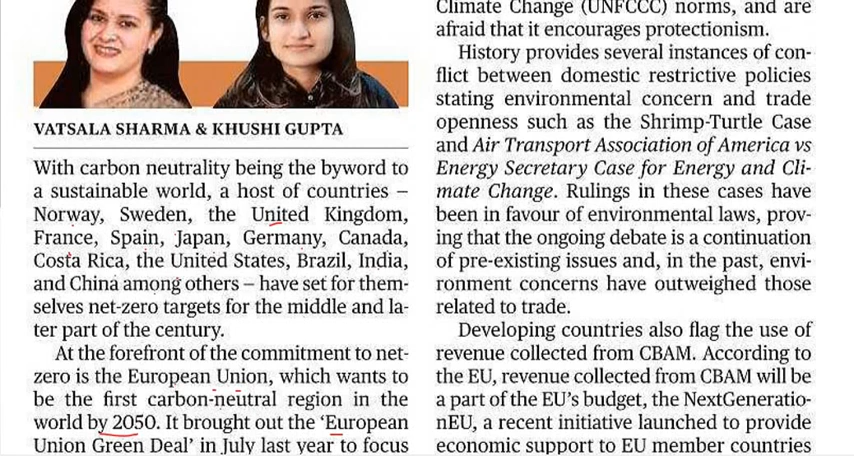 VATSALA SHARMA & KHUSHI GUPTA
With carbon neutrality being the byword to
a sustainable world, a host of countries –
Norway, Sweden, the United Kingdom,
France, Spain, Japan, Germany, Canada,
Costa Rica, the United States, Brazil, India,
and China among others – have set for them-
selves net-zero targets for the middle and la-
ter part of the century.
At the forefront of the commitment to net-
zero is the European Union, which wants to
be the first carbon-neutral region in the
world by 2050. It brought out the ‘European
Union Green Deal’ in July last year to focus
Climate Change (UNFCCC) norms, and are
afraid that it encourages protectionism.
History provides several instances of con-
flict between domestic restrictive policies
stating environmental concern and trade
openness such as the Shrimp-Turtle Case
and Air Transport Association of America vs
Energy Secretary Case for Energy and Cli-
mate Change. Rulings in these cases have
been in favour of environmental laws, prov-
ing that the ongoing debate is a continuation
of pre-existing issues and, in the past, envi-
ronment concerns have outweighed those
related to trade.
Developing countries also flag the use of
revenue collected from CBAM. According to
the EU, revenue collected from CBAM will be
a part of the EU’s budget, the NextGeneratio-
nEU, a recent initiative launched to provide
economic support to EU member countries